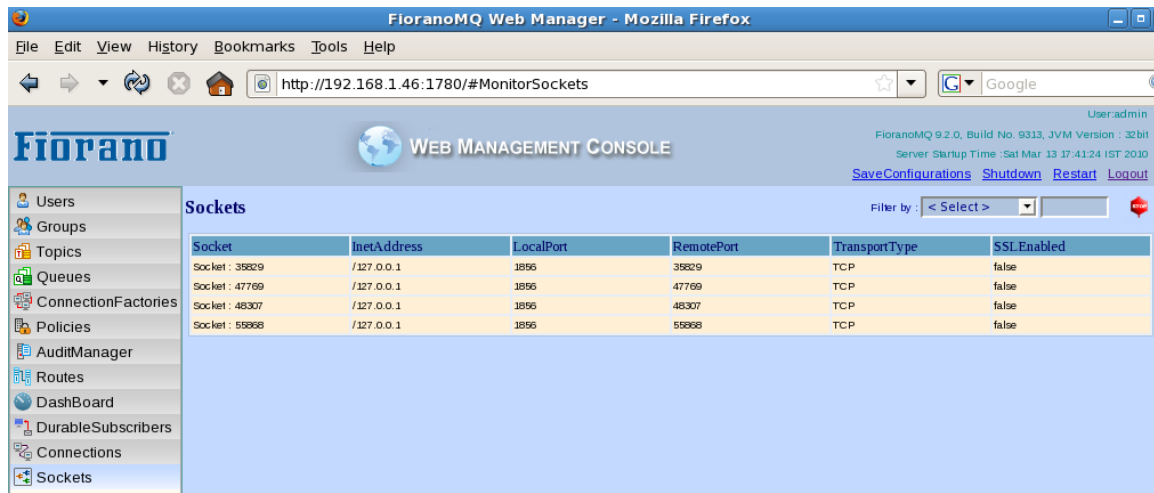 FioranoMQ Web Manager - Mozilla Firefox
File Edit View History Bookmarks Tools Help
http://192.168.1.46:1780/#MonitorSockets
G Google
User:admin
Fiorano
WEB MANAGEMENT CONSOLE
FioranoMQ 9.2.0, Build No. 9313, JVM Version : 32bit
Server Startup Time :Sat Mar 13 17:41:24 IST 2010
SaveConfigurations Shutdown Restart Logout
Users
Groups
Topics
Queues
ConnectionFactories
Policies
AuditManager
Routes
DashBoard
DurableSubscribers
Connections
Sockets
Sockets
Filter by : < Select >
STOP
Socket InetAddress LocalPort RemotePort TransportType SSLEnabled
Socket : 35829 /127.0.0.1 1856 35829 TCP false
Socket : 47769 /127.0.0.1 1856 47769 TCP false
Socket : 48307 /127.0.0.1 1856 48307 TCP false
Socket : 55868 /127.0.0.1 1856 55868 TCP false